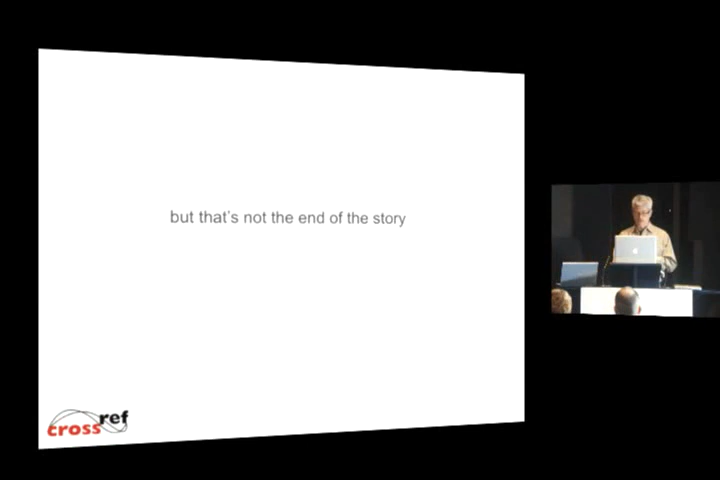 but that's not the end of the story
crossref